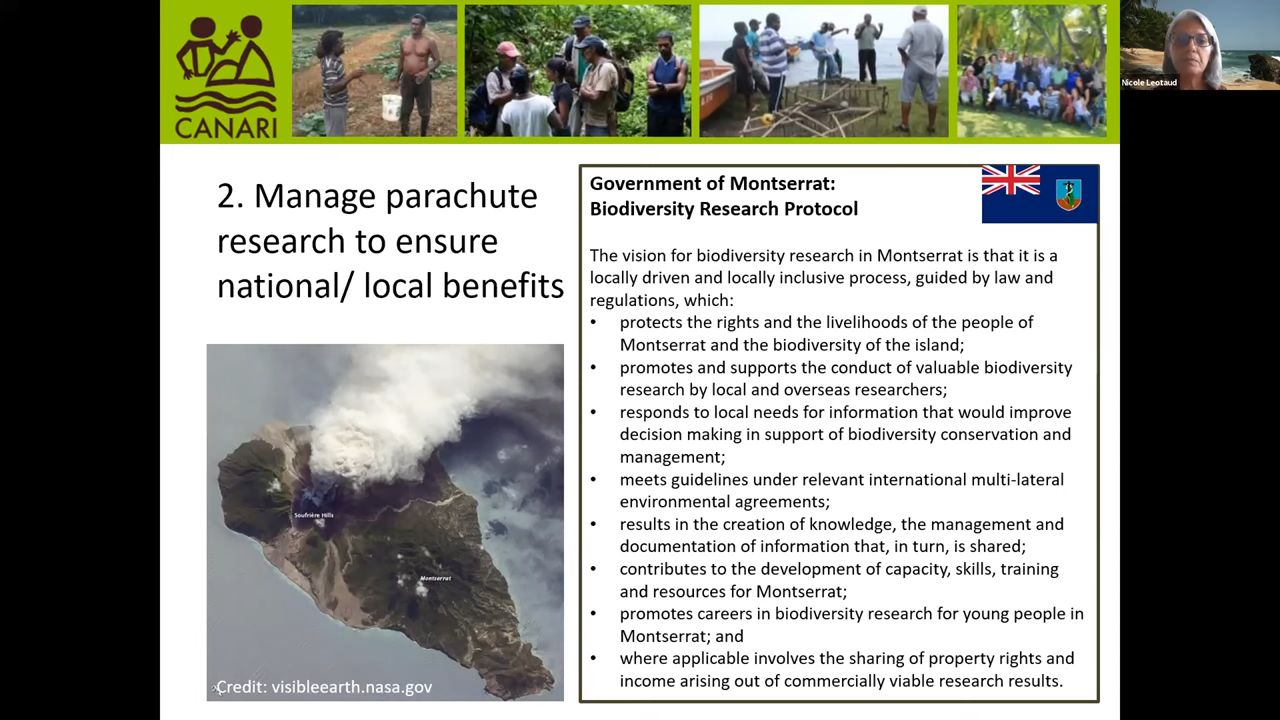 CANARI
Nicole Leotaud
2. Manage parachute
research to ensure
national/ local benefits
Soufrière Hills
Montserrat
Credit: visibleearth.nasa.gov
Government of Montserrat:
Biodiversity Research Protocol
The vision for biodiversity research in Montserrat is that it is a
locally driven and locally inclusive process, guided by law and
regulations, which:
• protects the rights and the livelihoods of the people of
Montserrat and the biodiversity of the island;
• promotes and supports the conduct of valuable biodiversity
research by local and overseas researchers;
• responds to local needs for information that would improve
decision making in support of biodiversity conservation and
management;
• meets guidelines under relevant international multi-lateral
environmental agreements;
• results in the creation of knowledge, the management and
documentation of information that, in turn, is shared;
• contributes to the development of capacity, skills, training
and resources for Montserrat;
• promotes careers in biodiversity research for young people in
Montserrat; and
• where applicable involves the sharing of property rights and
income arising out of commercially viable research results.